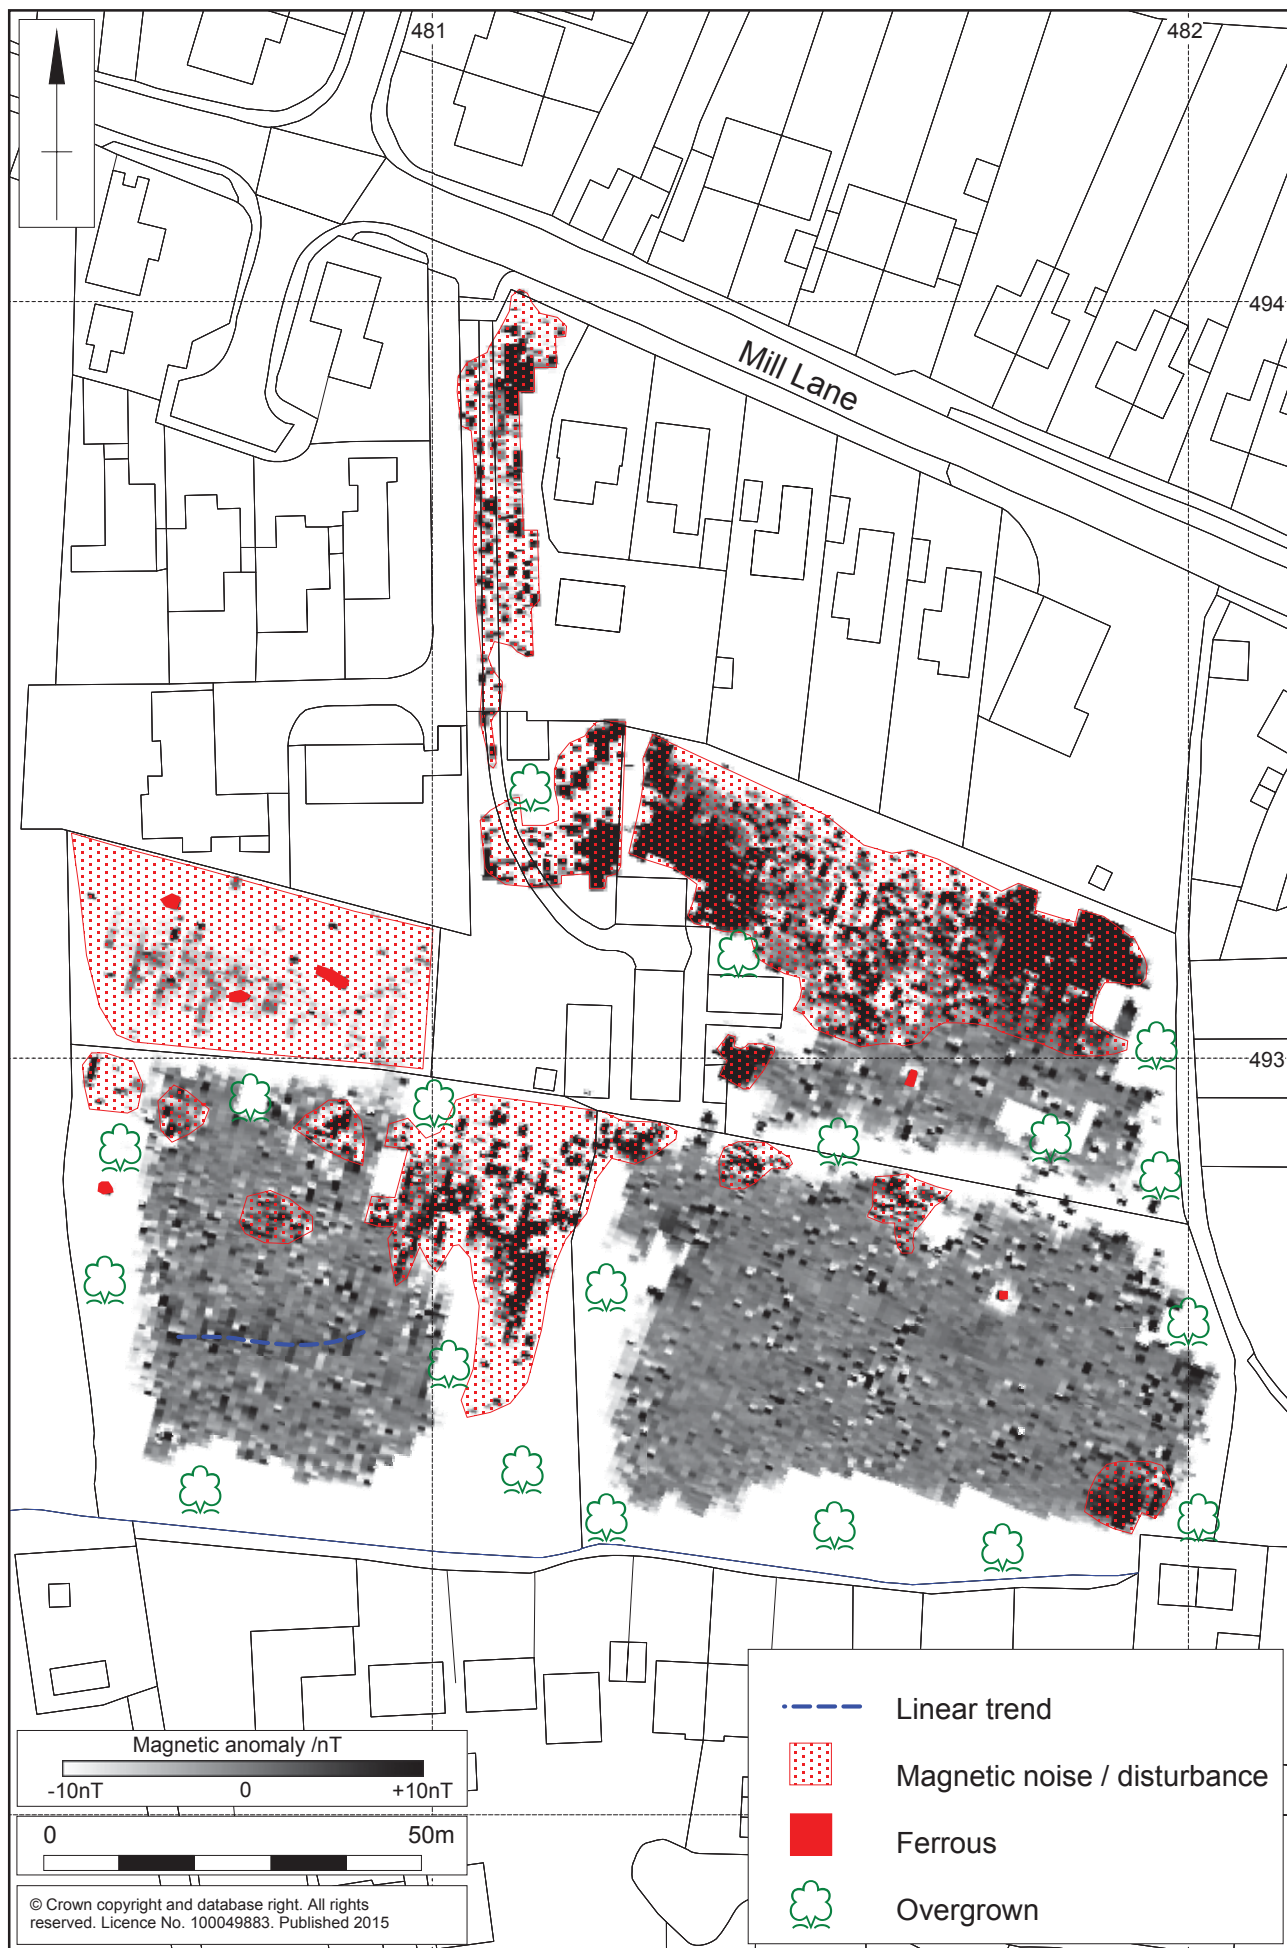 481
482
494
Mill Lane
493
Linear trend
Magnetic noise / disturbance
Ferrous
Overgrown
Magnetic anomaly /nT
-10nT 0 +10nT
0 50m
© Crown copyright and database right. All rights
reserved. Licence No. 100049883. Published 2015